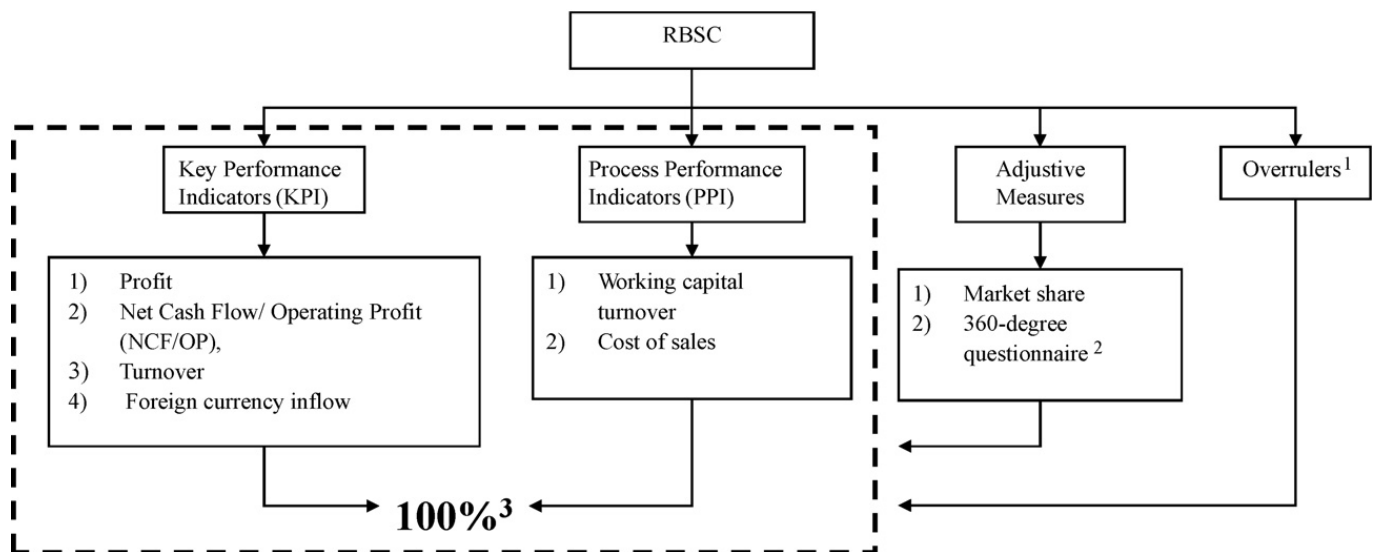 RBSC
Key Performance
Indicators (KPI)
Process Performance
Indicators (PPI)
Adjustive
Measures
Overrulers1
1) Profit
2) Net Cash Flow/ Operating Profit
(NCF/OP),
3) Turnover
4) Foreign currency inflow
1) Working capital
turnover
2) Cost of sales
1) Market share
2) 360-degree
questionnaire 2
100%3